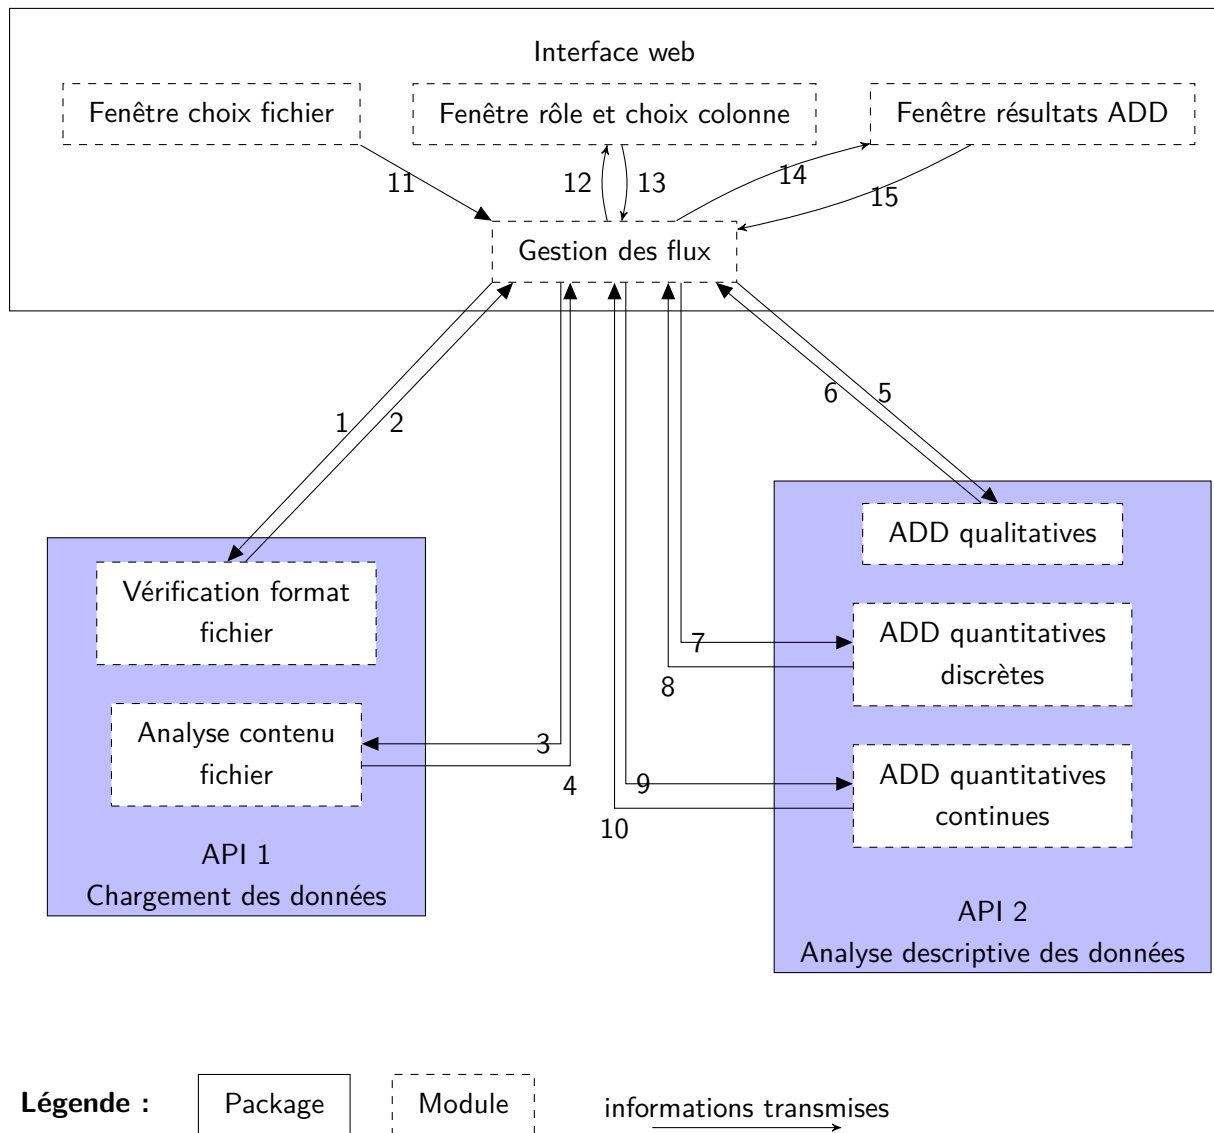 Interface web
Fenêtre choix fichier
Fenêtre rôle et choix colonne
Fenêtre résultats ADD
11
12
13
14
15
Gestion des flux
1
2
6
5
ADD qualitatives
Vérification format
fichier
ADD quantitatives
discrètes
7
8
Analyse contenu
fichier
3
4
9
10
ADD quantitatives
continues
API 1
Chargement des données
API 2
Analyse descriptive des données
Légende :
Package
Module
informations transmises